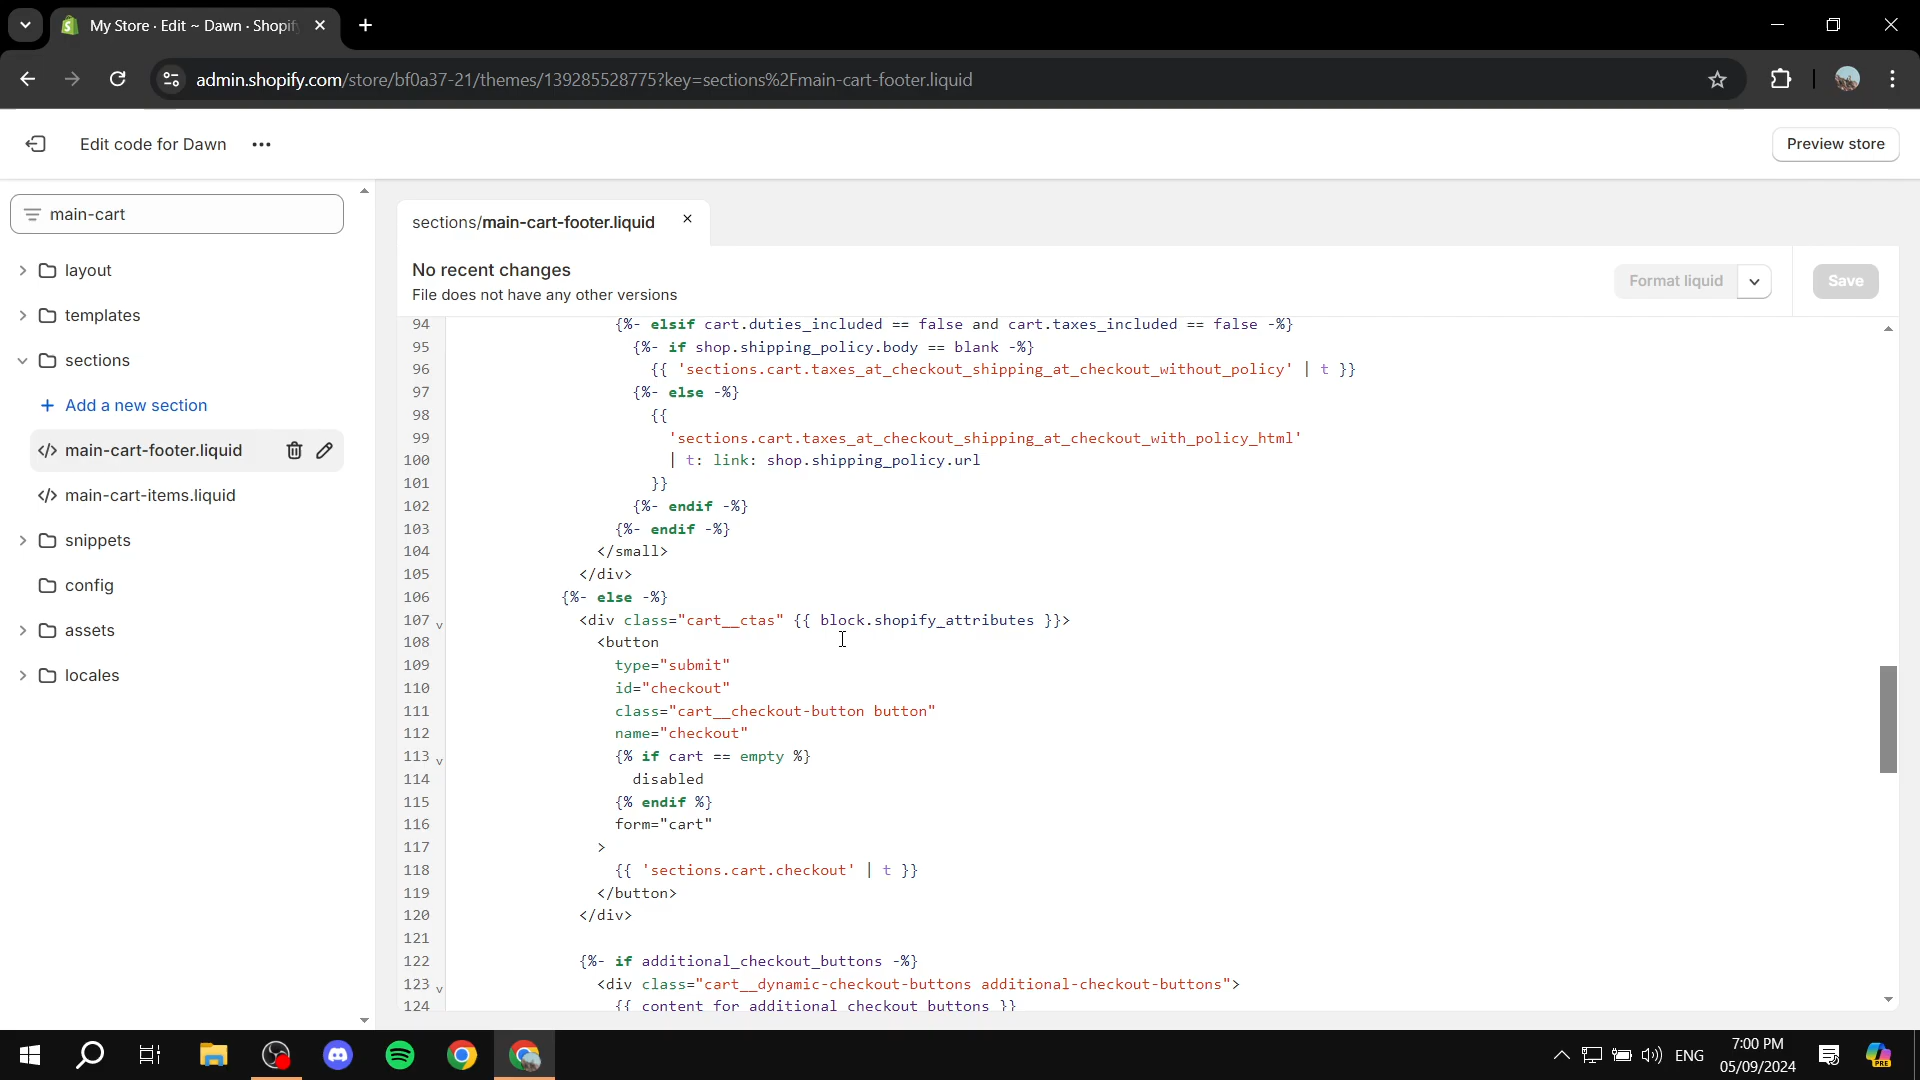 My Store · Edit ~ Dawn · Shopif
admin.shopify.com/store/bf0a37-21/themes/139285528775?key=sections%2Fmain-cart-footer.liquid
Edit code for Dawn
Preview store
main-cart
layout
templates
sections
Add a new section
main-cart-footer.liquid
main-cart-items.liquid
snippets
config
assets
locales
sections/main-cart-footer.liquid
No recent changes
File does not have any other versions
Format liquid
Save
94 {%- elsif cart.duties_included == false and cart.taxes_included == false -%}
95 {%- if shop.shipping_policy.body == blank -%}
96 {{ 'sections.cart.taxes_at_checkout_shipping_at_checkout_without_policy' | t }}
97 {%- else -%}
98 {{
99 'sections.cart.taxes_at_checkout_shipping_at_checkout_with_policy_html'
100 | t: link: shop.shipping_policy.url
101 }}
102 {%- endif -%}
103 {%- endif -%}
104 </small>
105 </div>
106 {%- else -%}
107 <div class="cart__ctas" {{ block.shopify_attributes }}>
108 <button
109 type="submit"
110 id="checkout"
111 class="cart__checkout-button button"
112 name="checkout"
113 {% if cart == empty %}
114 disabled
115 {% endif %}
116 form="cart"
117 >
118 {{ 'sections.cart.checkout' | t }}
119 </button>
120 </div>
121
122 {%- if additional_checkout_buttons -%}
123 <div class="cart__dynamic-checkout-buttons additional-checkout-buttons">
124 {{ content_for_additional_checkout_buttons }}
ENG
7:00 PM
05/09/2024
PRE